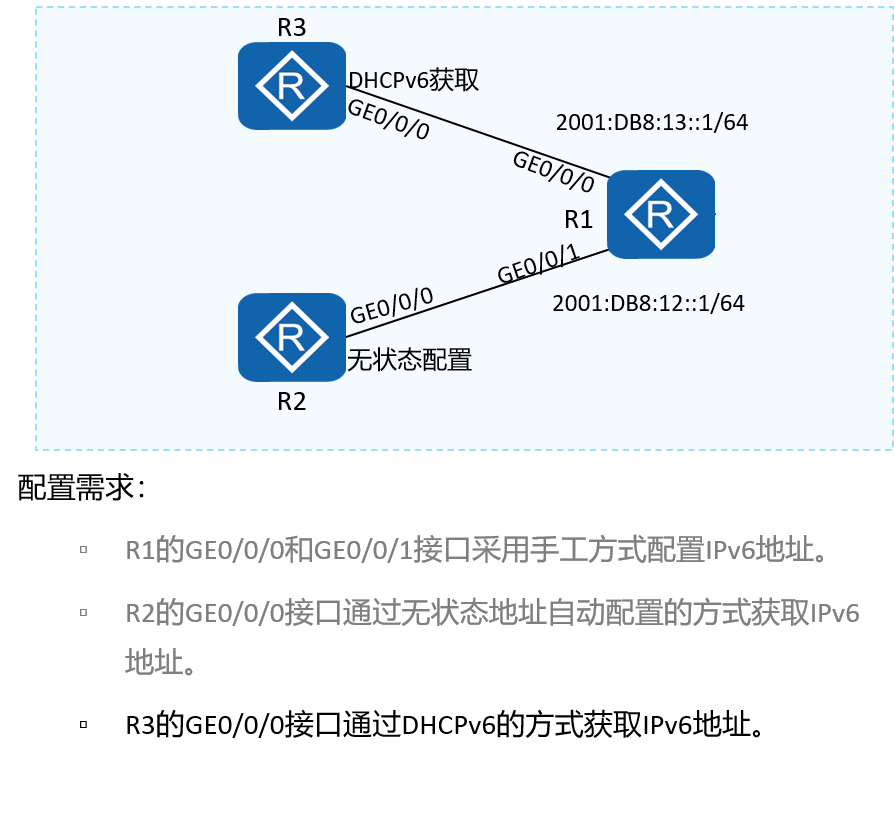 R3
R
DHCPv6获取
GE0/0/0
2001:DB8:13::1/64
GE0/0/0
R
R1
GE0/0/1
GE0/0/0
2001:DB8:12::1/64
R
无状态配置
R2
配置需求：
R1的GE0/0/0和GE0/0/1接口采用手工方式配置IPv6地址。
R2的GE0/0/0接口通过无状态地址自动配置的方式获取IPv6
地址。
R3的GE0/0/0接口通过DHCPv6的方式获取IPv6地址。